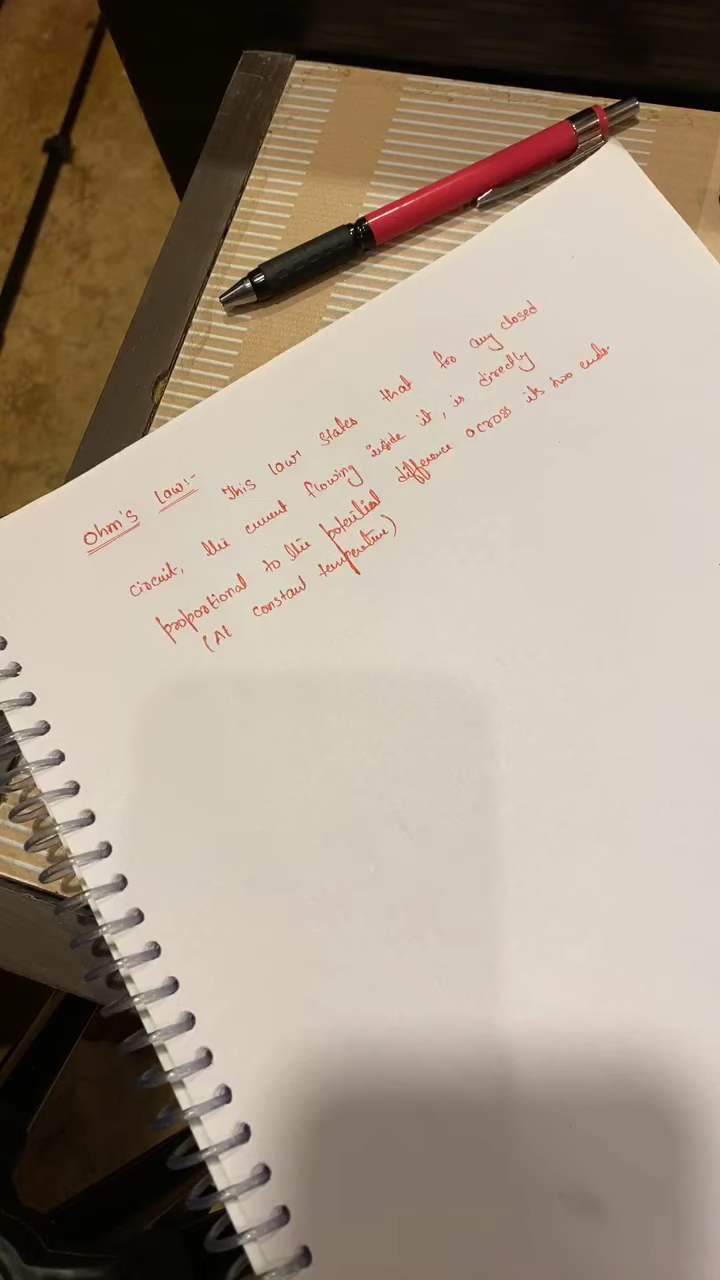 Ohm's Law:- This law states that for any closed
circuit, the current flowing inside it, is directly
proportional to the potential difference across its two ends.
(At constant temperature)